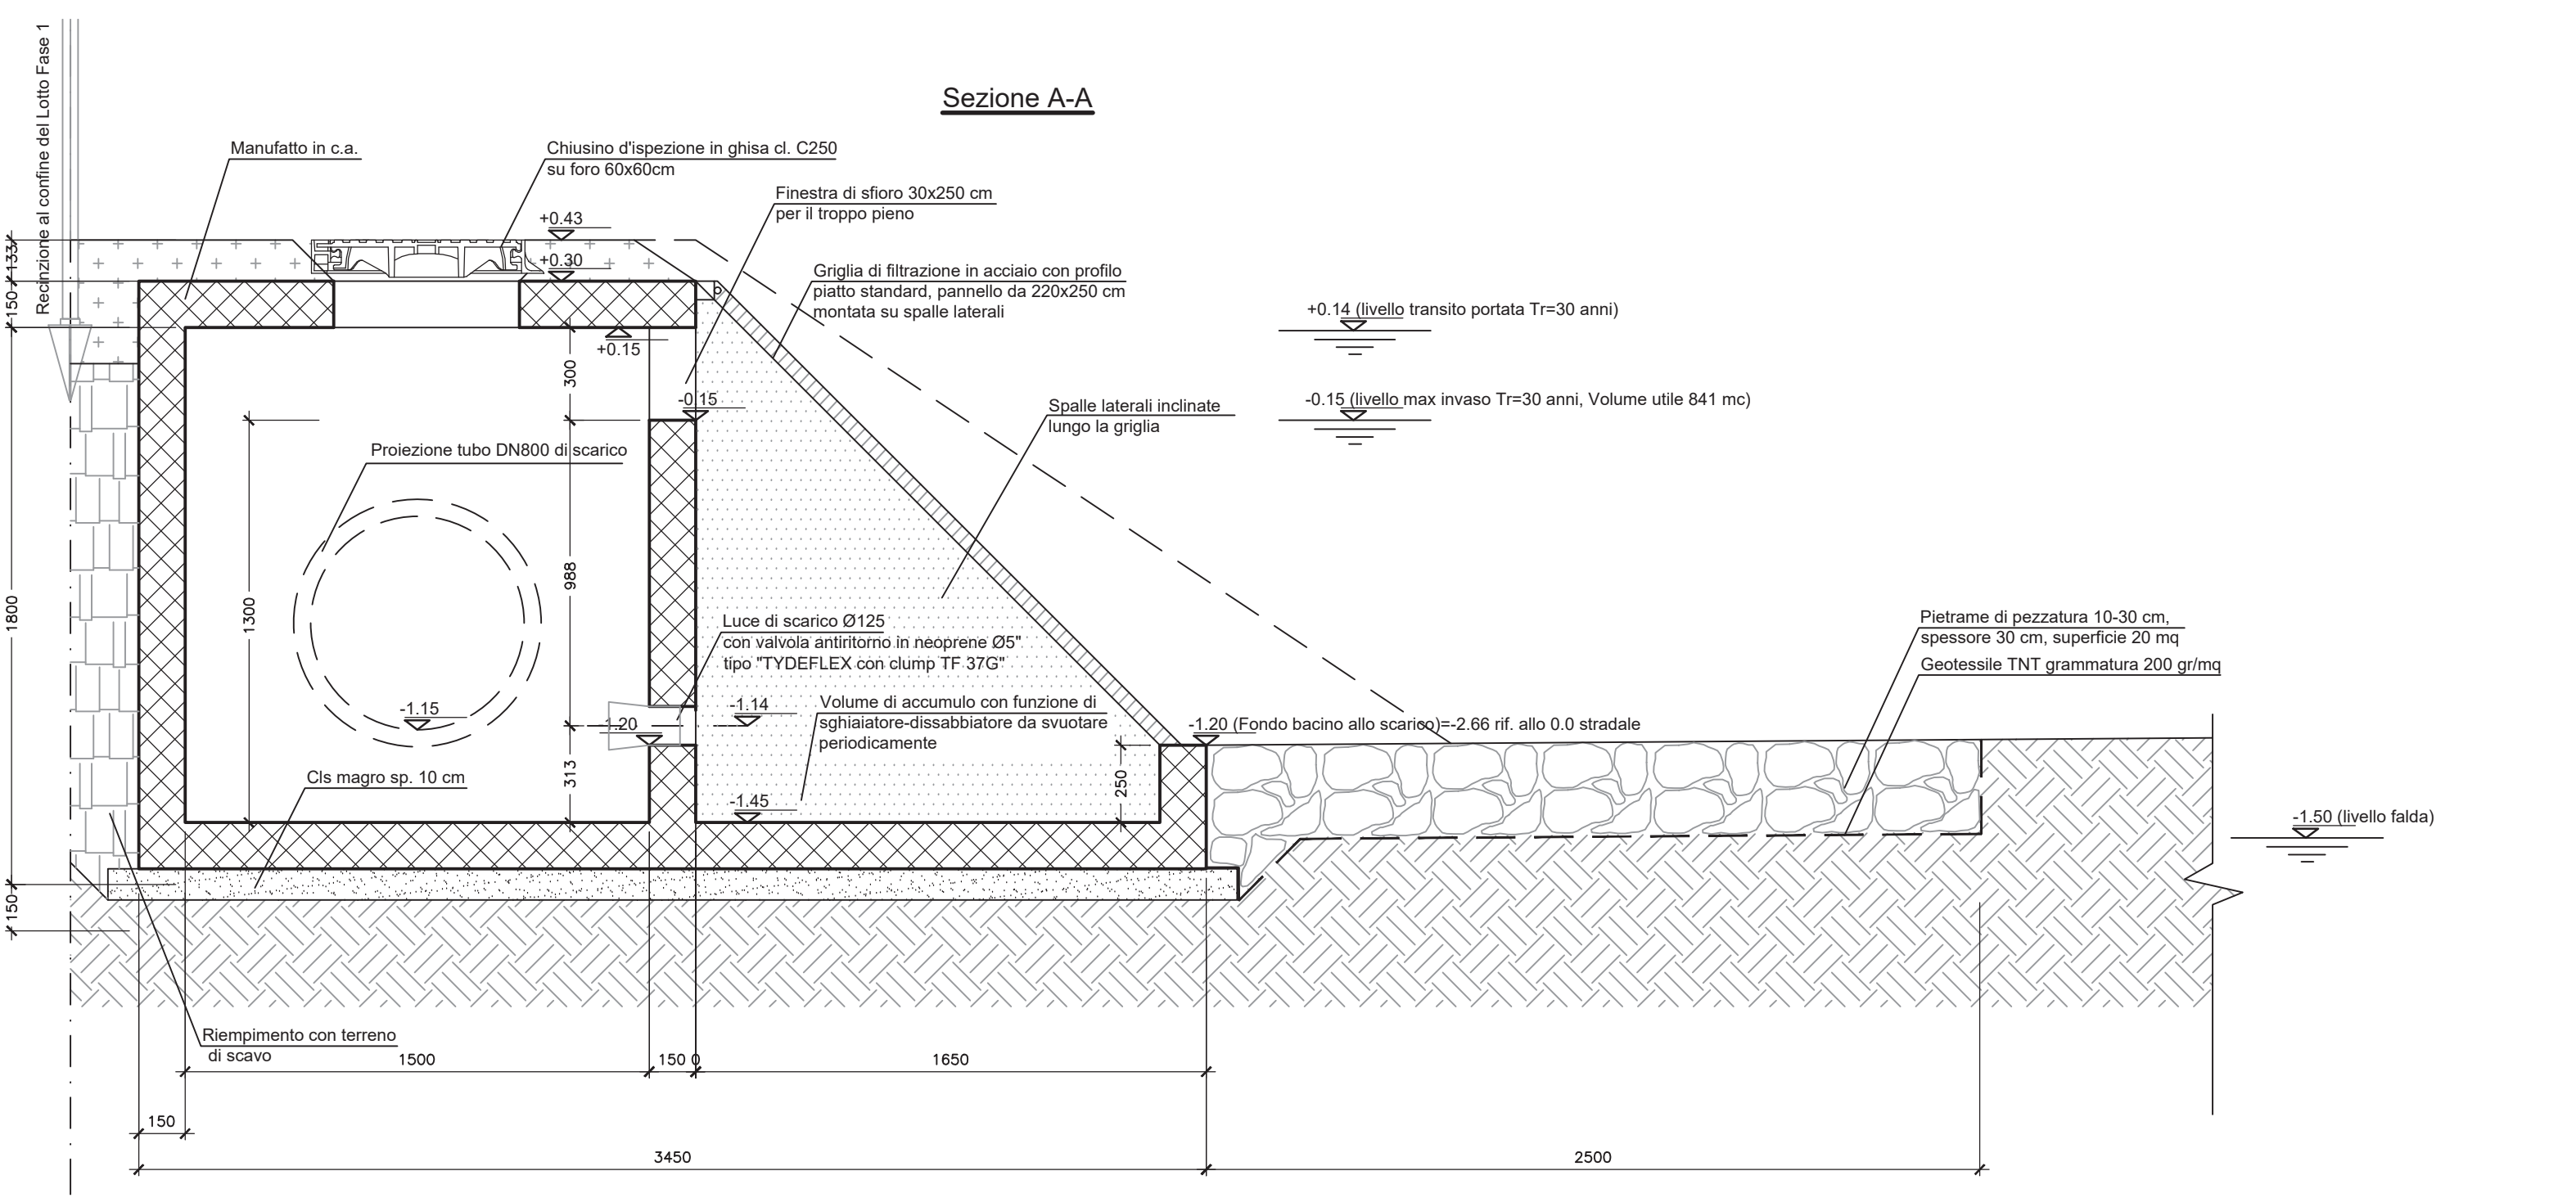 Sezione A-A
Recinzione al confine del Lotto Fase 1
Manufatto in c.a.
Chiusino d'ispezione in ghisa cl. C250
su foro 60x60cm
Finestra di sfioro 30x250 cm
per il troppo pieno
+0.43
+0.30
133
150
Griglia di filtrazione in acciaio con profilo
piatto standard, pannello da 220x250 cm
montata su spalle laterali
+0.14 (livello transito portata Tr=30 anni)
+0.15
300
-0.15
-0.15 (livello max invaso Tr=30 anni, Volume utile 841 mc)
Spalle laterali inclinate
lungo la griglia
Proiezione tubo DN800 di scarico
988
1300
1800
Luce di scarico Ø125
con valvola antiritorno in neoprene Ø5"
tipo "TYDEFLEX con clump TF 37G"
Pietrame di pezzatura 10-30 cm,
spessore 30 cm, superficie 20 mq
Geotessile TNT grammatura 200 gr/mq
-1.15
-1.20
-1.14
Volume di accumulo con funzione di
sghiaiatore-dissabbiatore da svuotare
periodicamente
-1.20 (Fondo bacino allo scarico)=-2.66 rif. allo 0.0 stradale
Cls magro sp. 10 cm
313
-1.45
250
-1.50 (livello falda)
150
Riempimento con terreno
di scavo
1500
150
0
1650
150
3450
2500